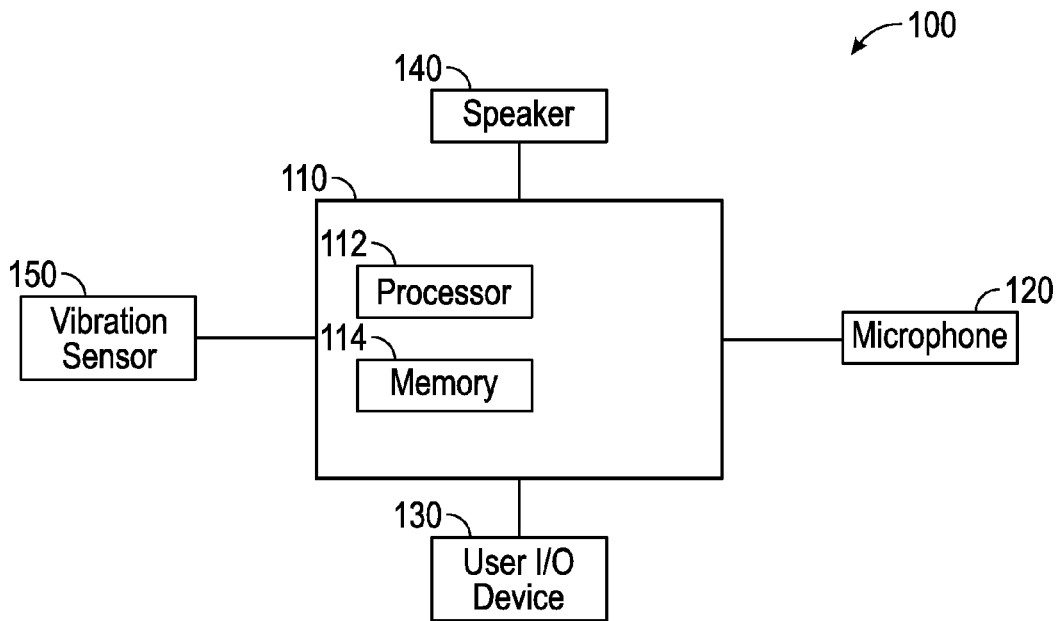 100
140
Speaker
110
112
Processor
150
Vibration
Sensor
114
Memory
120
Microphone
130
User I/O
Device